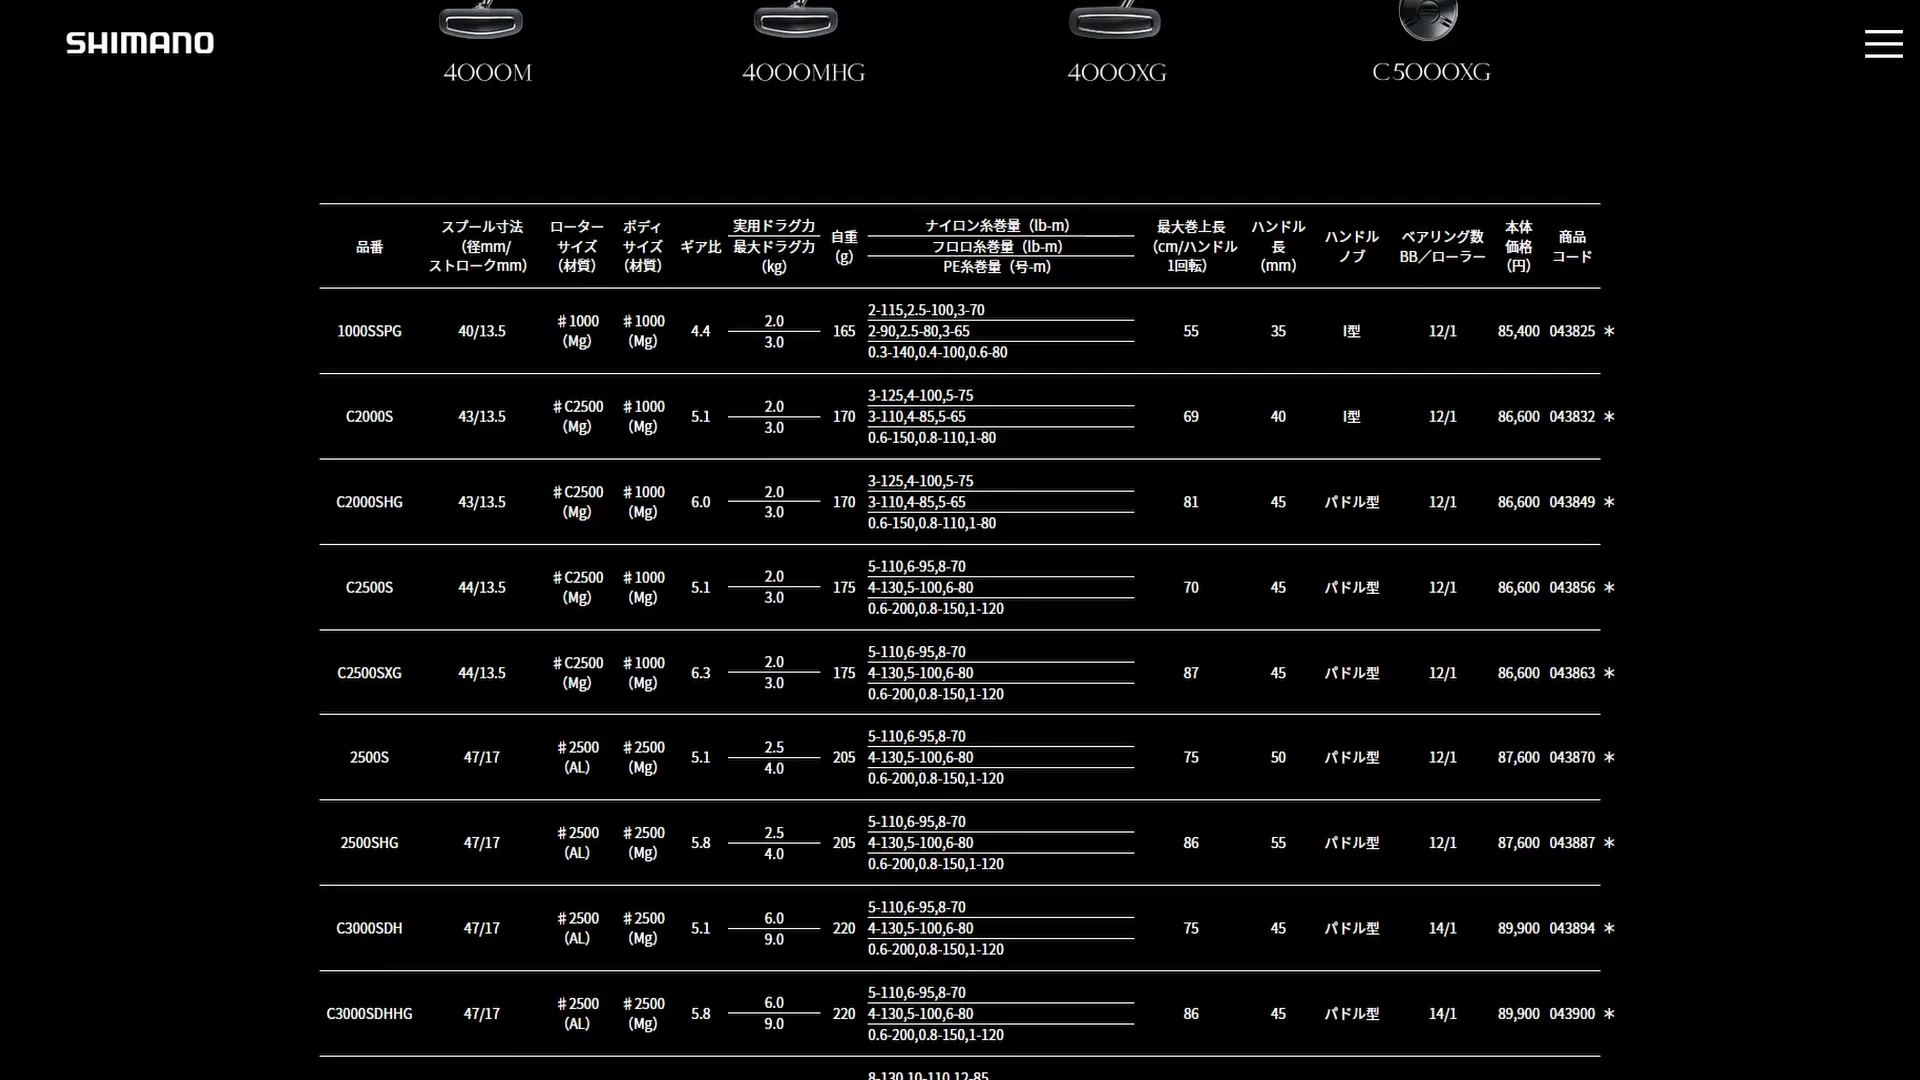 SHIMANO
4000M 4000MHG 4000XG C5000XG
品番 スプール寸法（径mm/ストロークmm） ローターサイズ（材質） ボディサイズ（材質） ギア比 実用ドラグ力 最大ドラグ力（kg） 自重（g） ナイロン糸巻量（lb-m） フロロ糸巻量（lb-m） PE糸巻量（号-m） 最大巻上長（cm/ハンドル1回転） ハンドル長（mm） ハンドルノブ ベアリング数BB／ローラー 本体価格（円） 商品コード
1000SSPG 40/13.5 ♯1000（Mg） ♯1000（Mg） 4.4 2.0 3.0 165 2-115,2.5-100,3-70 2-90,2.5-80,3-65 0.3-140,0.4-100,0.6-80 55 35 I型 12/1 85,400 043825 ＊
C2000S 43/13.5 ♯C2500（Mg） ♯1000（Mg） 5.1 2.0 3.0 170 3-125,4-100,5-75 3-110,4-85,5-65 0.6-150,0.8-110,1-80 69 40 I型 12/1 86,600 043832 ＊
C2000SHG 43/13.5 ♯C2500（Mg） ♯1000（Mg） 6.0 2.0 3.0 170 3-125,4-100,5-75 3-110,4-85,5-65 0.6-150,0.8-110,1-80 81 45 パドル型 12/1 86,600 043849 ＊
C2500S 44/13.5 ♯C2500（Mg） ♯1000（Mg） 5.1 2.0 3.0 175 5-110,6-95,8-70 4-130,5-100,6-80 0.6-200,0.8-150,1-120 70 45 パドル型 12/1 86,600 043856 ＊
C2500SXG 44/13.5 ♯C2500（Mg） ♯1000（Mg） 6.3 2.0 3.0 175 5-110,6-95,8-70 4-130,5-100,6-80 0.6-200,0.8-150,1-120 87 45 パドル型 12/1 86,600 043863 ＊
2500S 47/17 ♯2500（AL） ♯2500（Mg） 5.1 2.5 4.0 205 5-110,6-95,8-70 4-130,5-100,6-80 0.6-200,0.8-150,1-120 75 50 パドル型 12/1 87,600 043870 ＊
2500SHG 47/17 ♯2500（AL） ♯2500（Mg） 5.8 2.5 4.0 205 5-110,6-95,8-70 4-130,5-100,6-80 0.6-200,0.8-150,1-120 86 55 パドル型 12/1 87,600 043887 ＊
C3000SDH 47/17 ♯2500（AL） ♯2500（Mg） 5.1 6.0 9.0 220 5-110,6-95,8-70 4-130,5-100,6-80 0.6-200,0.8-150,1-120 75 45 パドル型 14/1 89,900 043894 ＊
C3000SDHHG 47/17 ♯2500（AL） ♯2500（Mg） 5.8 6.0 9.0 220 5-110,6-95,8-70 4-130,5-100,6-80 0.6-200,0.8-150,1-120 86 45 パドル型 14/1 89,900 043900 ＊
8-130,10-110,12-85